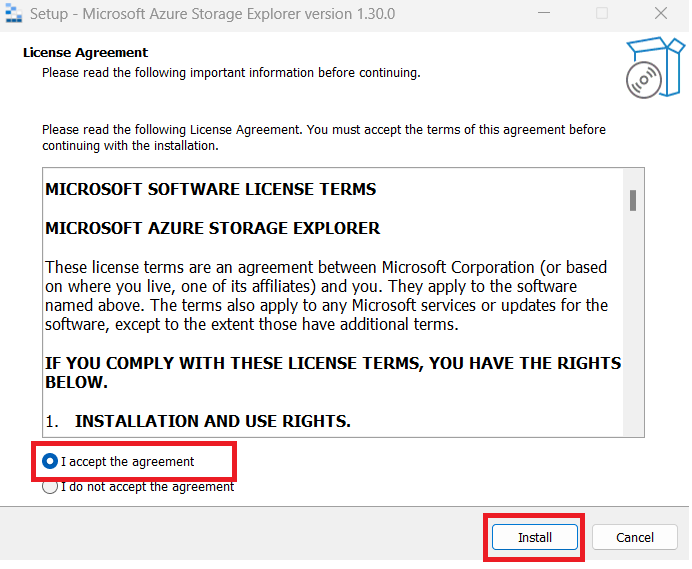 Setup - Microsoft Azure Storage Explorer version 1.30.0
License Agreement
Please read the following important information before continuing.
Please read the following License Agreement. You must accept the terms of this agreement before
continuing with the installation.
MICROSOFT SOFTWARE LICENSE TERMS
MICROSOFT AZURE STORAGE EXPLORER
These license terms are an agreement between Microsoft Corporation (or based
on where you live, one of its affiliates) and you. They apply to the software
named above. The terms also apply to any Microsoft services or updates for the
software, except to the extent those have additional terms.
IF YOU COMPLY WITH THESE LICENSE TERMS, YOU HAVE THE RIGHTS
BELOW.
1. INSTALLATION AND USE RIGHTS.
I accept the agreement
I do not accept the agreement
Install
Cancel